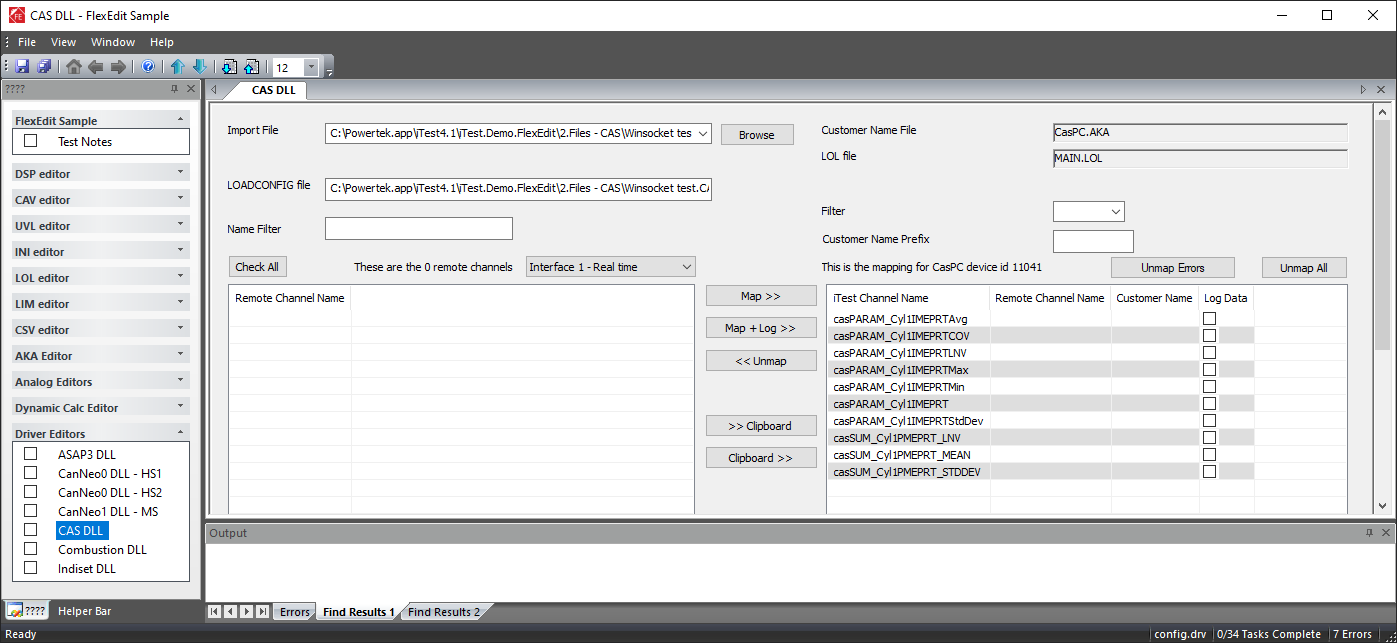 CAS DLL - FlexEdit Sample
File View Window Help
12
????
FlexEdit Sample
Test Notes
DSP editor
CAV editor
UVL editor
INI editor
LOL editor
LIM editor
CSV editor
AKA Editor
Analog Editors
Dynamic Calc Editor
Driver Editors
ASAP3 DLL
CanNeo0 DLL - HS1
CanNeo0 DLL - HS2
CanNeo1 DLL - MS
CAS DLL
Combustion DLL
Indiset DLL
???? Helper Bar
CAS DLL
Import File C:\Powertek.app\iTest4.1\iTest.Demo.FlexEdit\2.Files - CAS\Winsocket tes Browse
Customer Name File CasPC.AKA
LOL file MAIN.LOL
LOADCONFIG file C:\Powertek.app\iTest4.1\iTest.Demo.FlexEdit\2.Files - CAS\Winsocket test.CA
Filter
Name Filter
Customer Name Prefix
Check All These are the 0 remote channels Interface 1 - Real time
This is the mapping for CasPC device id 11041 Unmap Errors Unmap All
Remote Channel Name
Map >>
Map + Log >>
<< Unmap
>> Clipboard
Clipboard >>
iTest Channel Name Remote Channel Name Customer Name Log Data
casPARAM_Cyl1IMEPRTAvg
casPARAM_Cyl1IMEPRTCOV
casPARAM_Cyl1IMEPRTLNV
casPARAM_Cyl1IMEPRTMax
casPARAM_Cyl1IMEPRTMin
casPARAM_Cyl1IMEPRT
casPARAM_Cyl1IMEPRTStdDev
casSUM_Cyl1PMEPRT_LNV
casSUM_Cyl1PMEPRT_MEAN
casSUM_Cyl1PMEPRT_STDDEV
Output
Errors Find Results 1 Find Results 2
Ready
config.drv 0/34 Tasks Complete 7 Errors